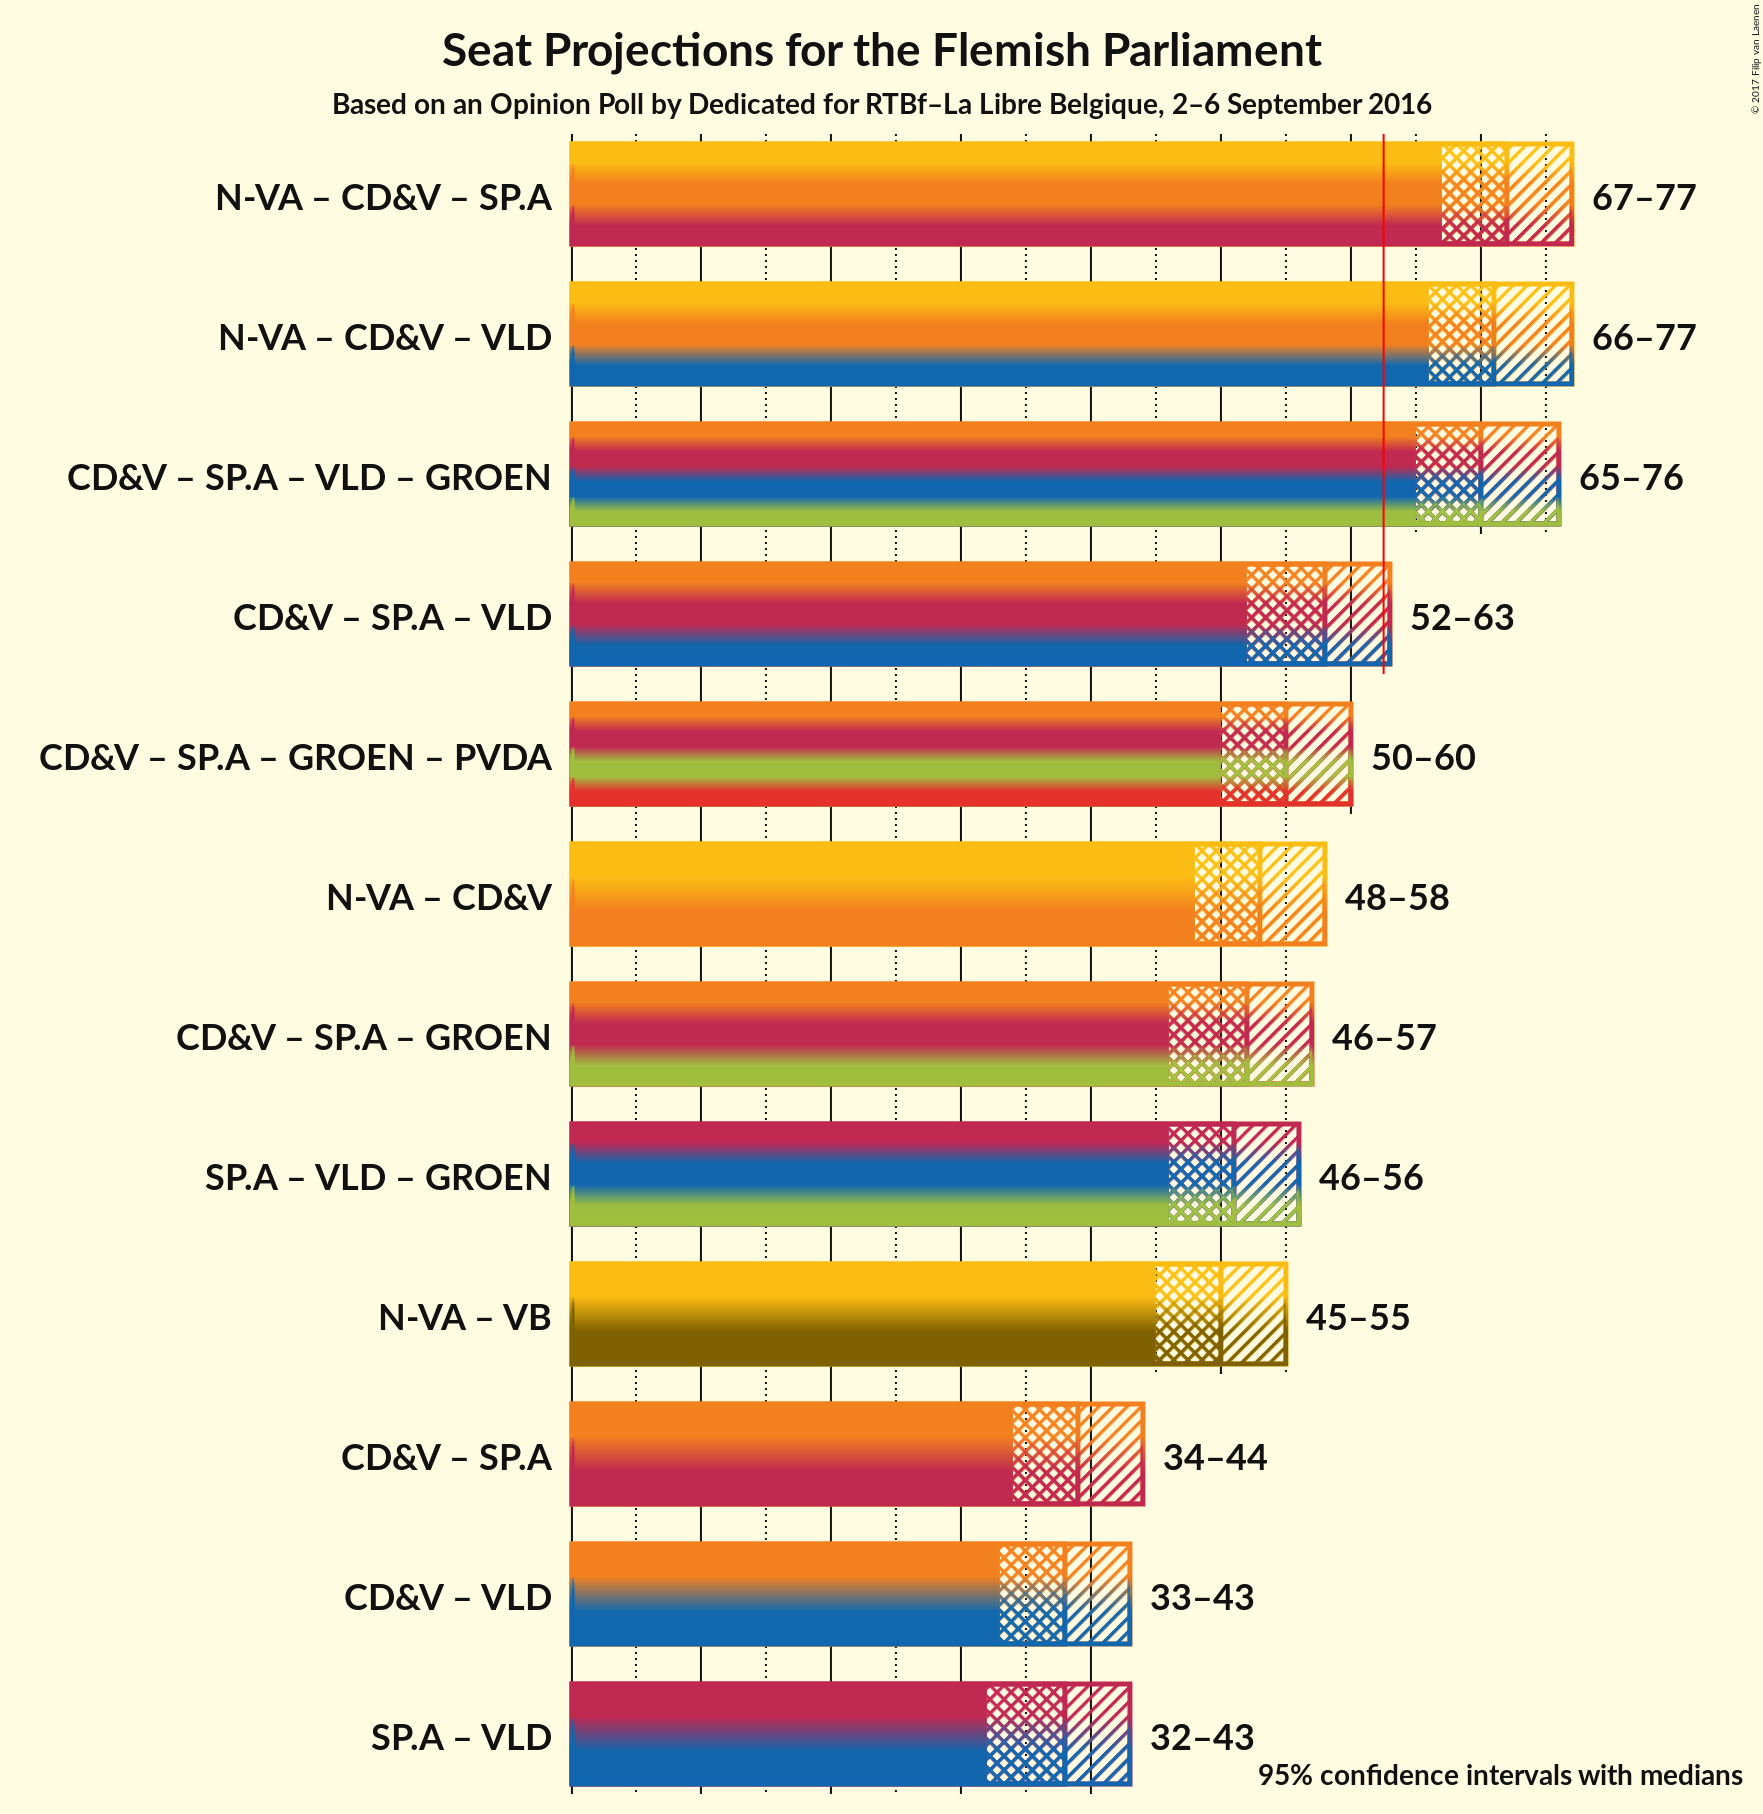 © 2017 Filip van Laenen
Seat Projections for the Flemish Parliament
Based on an Opinion Poll by Dedicated for RTBf–La Libre Belgique, 2–6 September 2016
N-VA – CD&V – SP.A 67–77
N-VA – CD&V – VLD 66–77
CD&V – SP.A – VLD – GROEN 65–76
CD&V – SP.A – VLD 52–63
CD&V – SP.A – GROEN – PVDA 50–60
N-VA – CD&V 48–58
CD&V – SP.A – GROEN 46–57
SP.A – VLD – GROEN 46–56
N-VA – VB 45–55
CD&V – SP.A 34–44
CD&V – VLD 33–43
SP.A – VLD 32–43
95% confidence intervals with medians